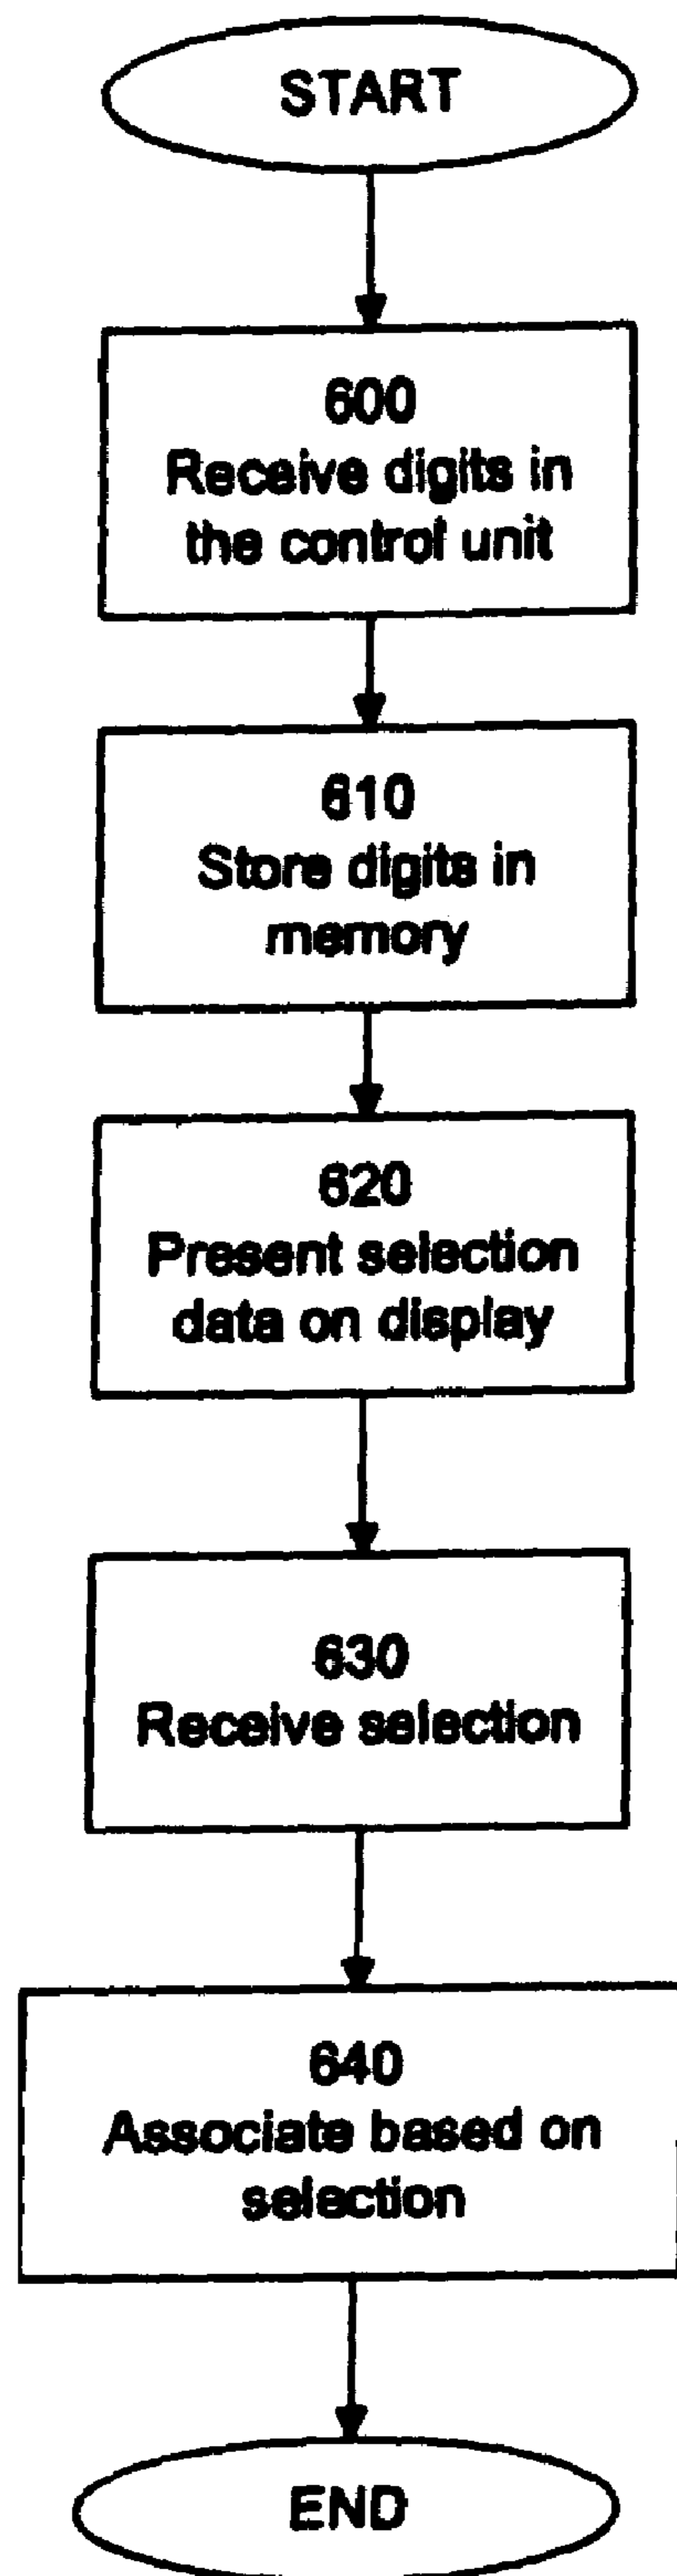 START
600
Receive digits in
the control unit
610
Store digits in
memory
620
Present selection
data on display
630
Receive selection
640
Associate based on
selection
END